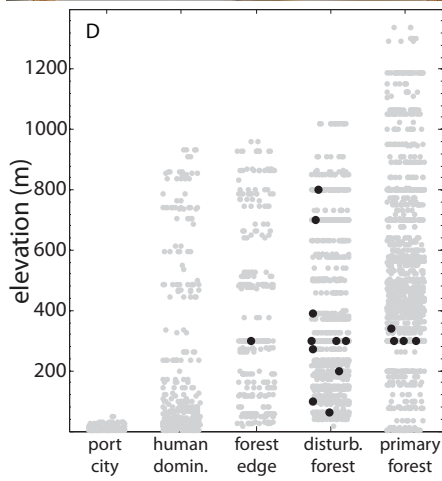 D
1200
1000
800
600
400
200
elevation (m)
port city
human domin.
forest edge
disturb. forest
primary forest